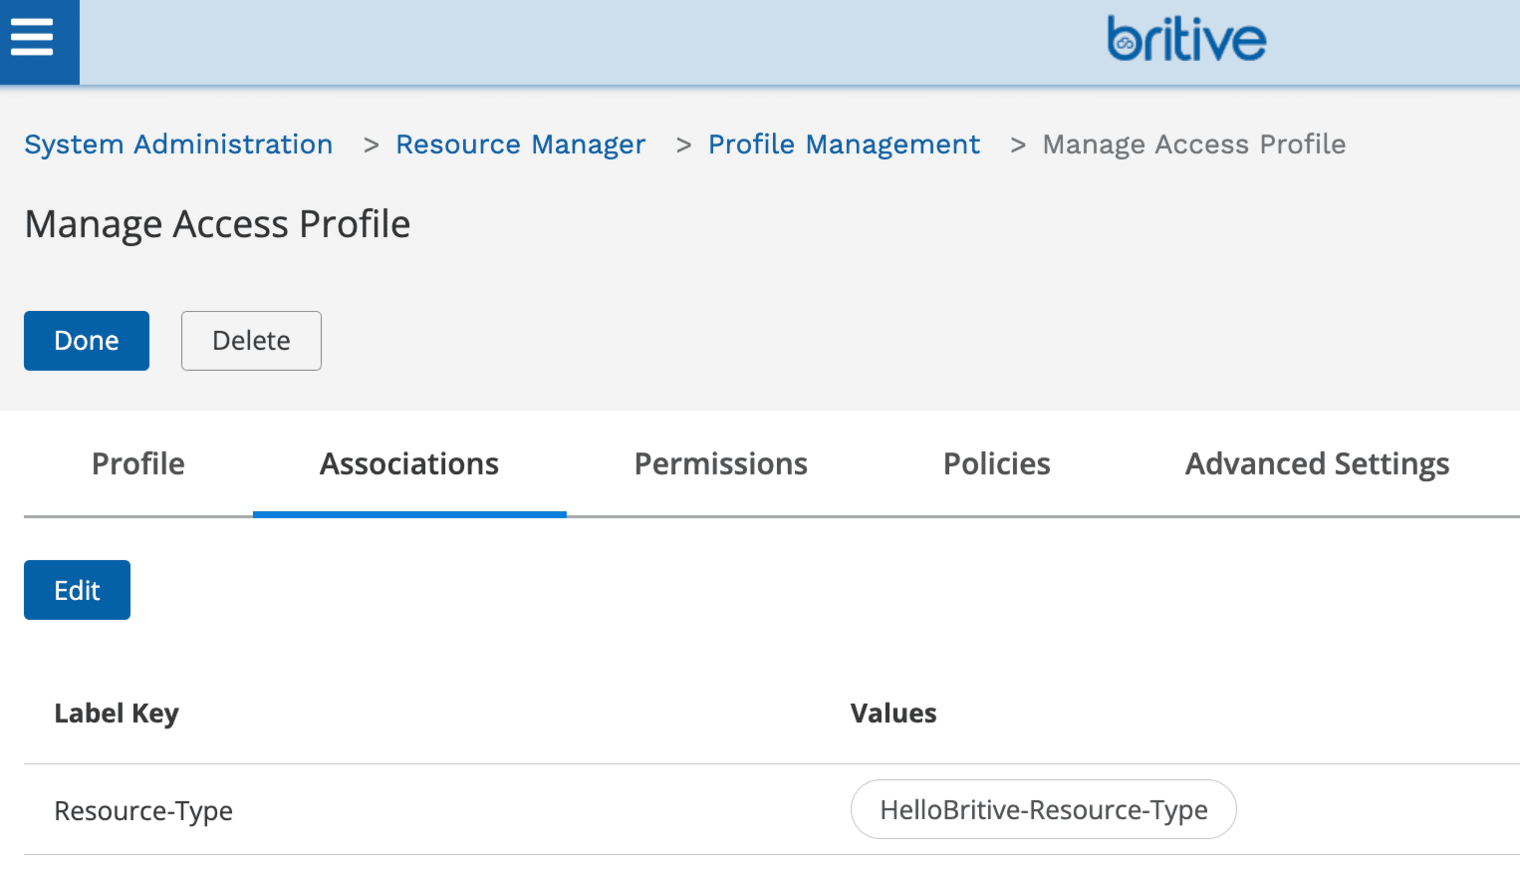 britive
System Administration > Resource Manager > Profile Management > Manage Access Profile
Manage Access Profile
Done Delete
Profile Associations Permissions Policies Advanced Settings
Edit
Label Key Values
Resource-Type HelloBritive-Resource-Type